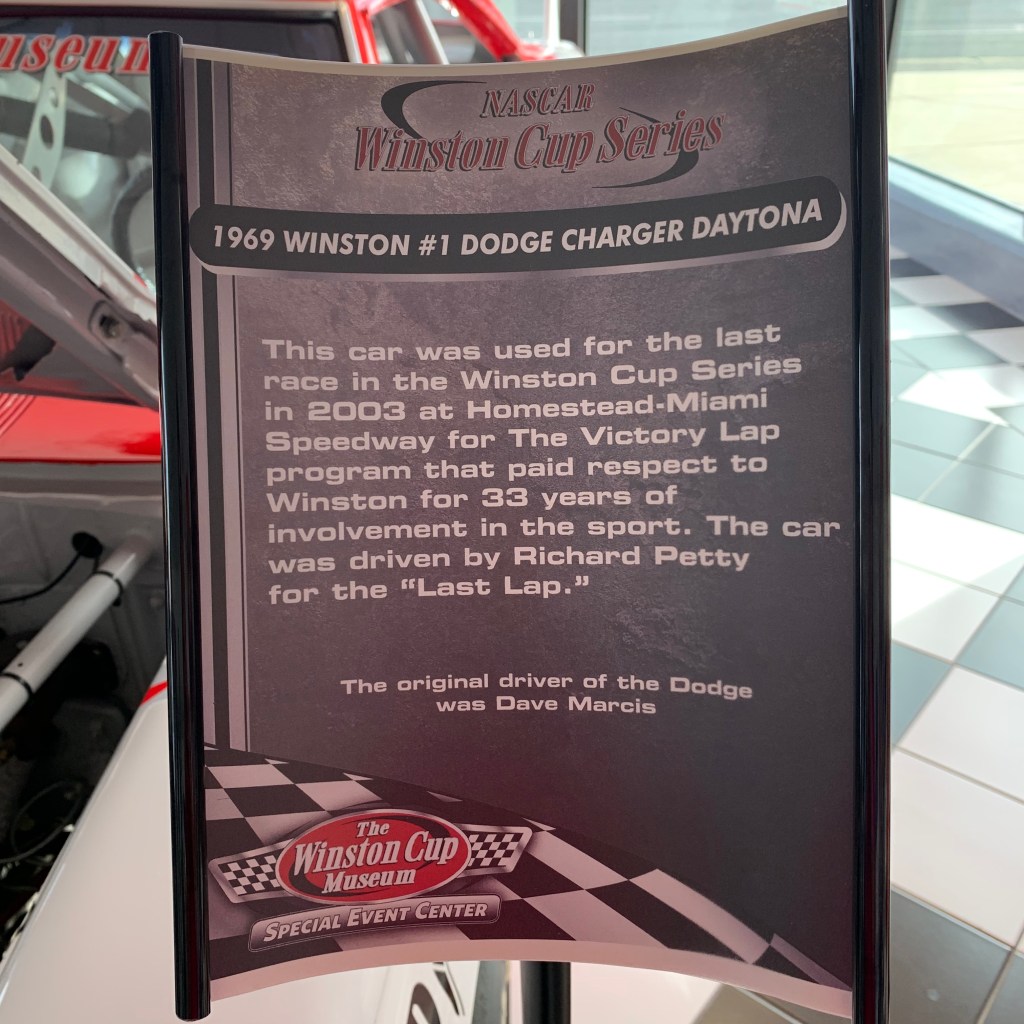 useum
NASCAR
Winston Cup Series
1969 WINSTON #1 DODGE CHARGER DAYTONA
This car was used for the last
race in the Winston Cup Series
in 2003 at Homestead-Miami
Speedway for The Victory Lap
program that paid respect to
Winston for 33 years of
involvement in the sport. The car
was driven by Richard Petty
for the “Last Lap.”
The original driver of the Dodge
was Dave Marcis
The
Winston Cup
Museum
SPECIAL EVENT CENTER